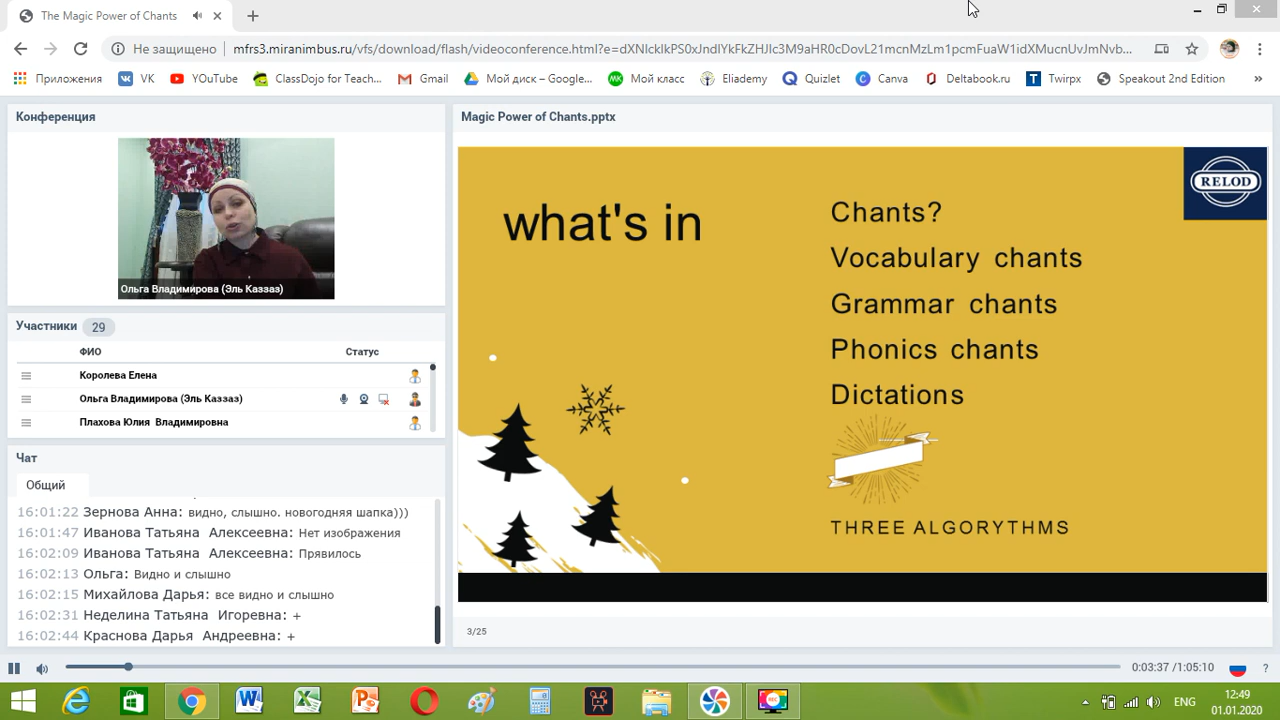 The Magic Power of Chants
Не защищено
mfrs3.miranimbus.ru/vfs/download/flash/videoconference.html?e=
Приложения
VK
YOutube
ClassDojo for Teach...
Gmail
Мой диск – Google...
Мой класс
Eliademy
Quizlet
Canva
Deltabook.ru
Twirpx
Speakout 2nd Edition
Конференция
Ольга Владимирова (Эль Каззаз)
Участники 29
ФИО Статус
Королева Елена
Ольга Владимирова (Эль Каззаз)
Плахова Юлия Владимировна
Чат
Общий
16:01:22 Зернова Анна: видно, слышно. новогодняя шапка)))
16:01:47 Иванова Татьяна Алексеевна: Нет изображения
16:02:09 Иванова Татьяна Алексеевна: Прявилось
16:02:13 Ольга: Видно и слышно
16:02:15 Михайлова Дарья: все видно и слышно
16:02:31 Неделина Татьяна Игоревна: +
16:02:44 Краснова Дарья Андреевна: +
Magic Power of Chants.pptx
RELOD
what's in
Chants?
Vocabulary chants
Grammar chants
Phonics chants
Dictations
THREE ALGORYTHMS
3/25
0:03:37 / 1:05:10
?
ENG
12:49
01.01.2020